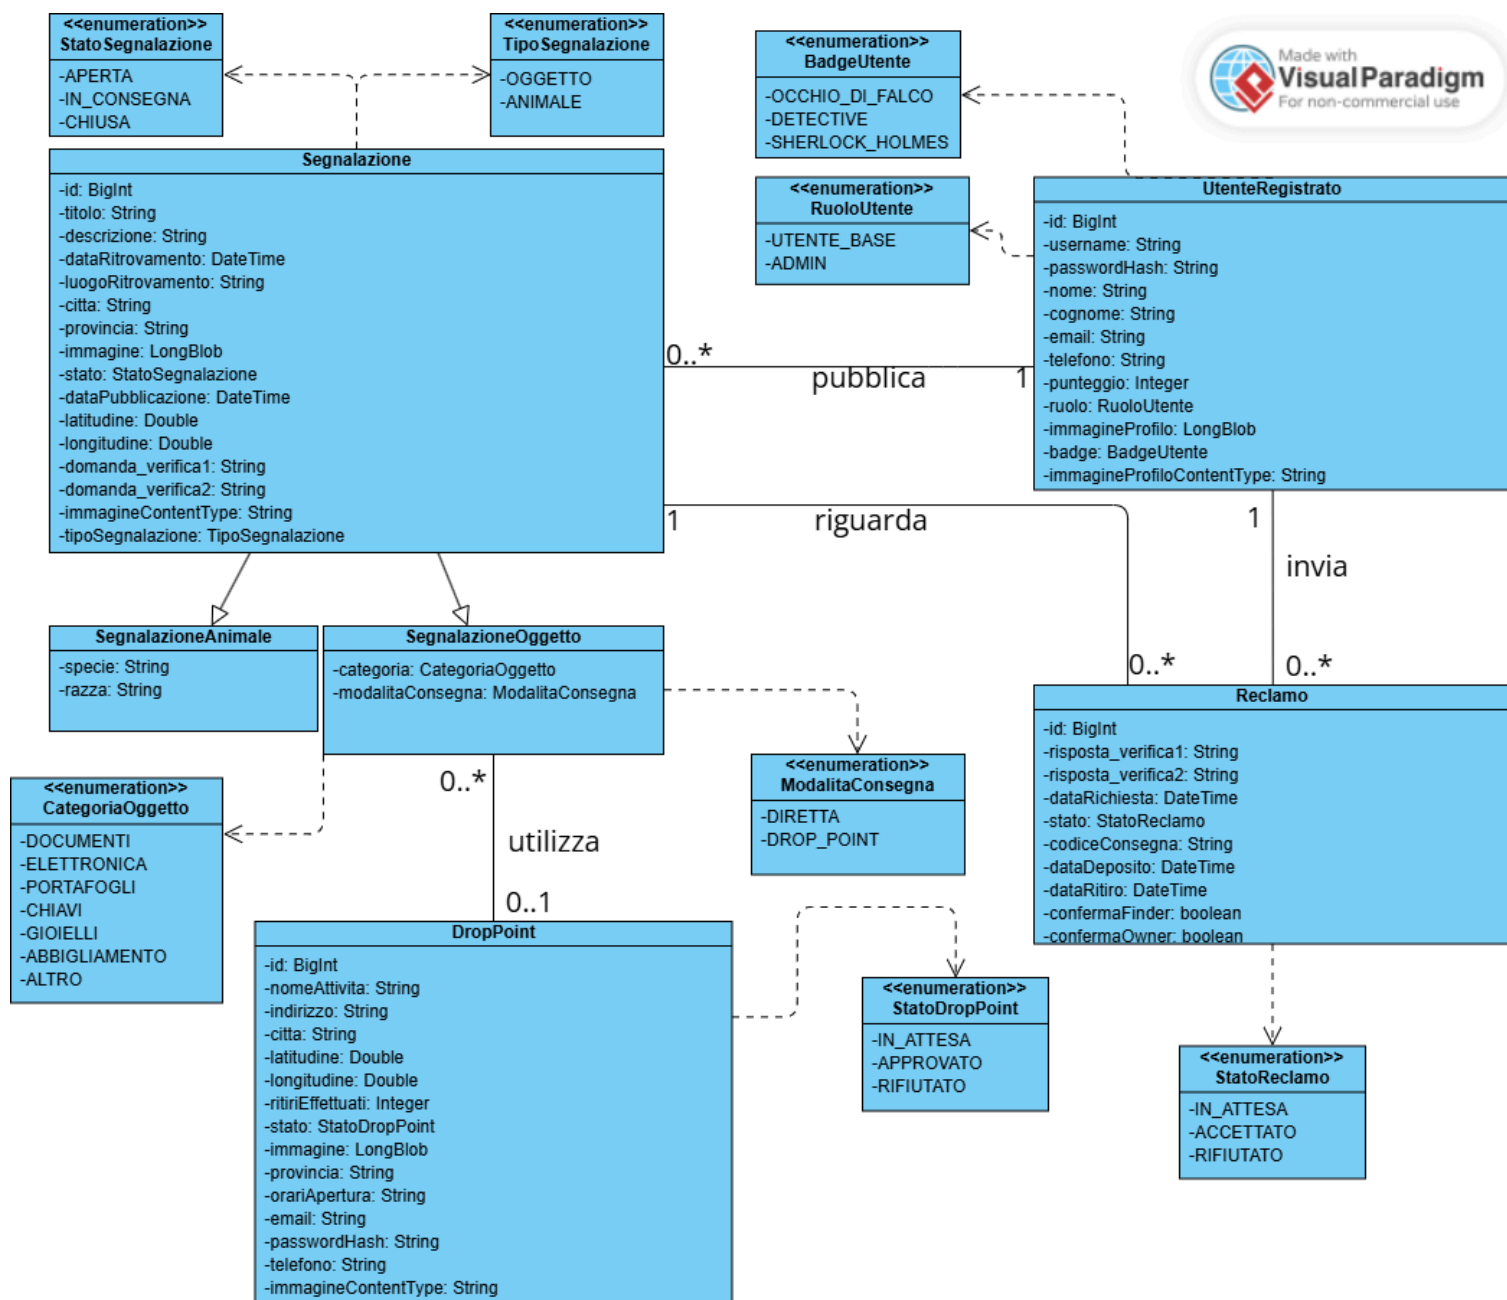 <<enumeration>>
StatoSegnalazione
-APERTA
-IN_CONSEGNA
-CHIUSA
<<enumeration>>
TipoSegnalazione
-OGGETTO
-ANIMALE
<<enumeration>>
BadgeUtente
-OCCHIO_DI_FALCO
-DETECTIVE
-SHERLOCK_HOLMES
Made with
VisualParadigm
For non-commercial use
Segnalazione
-id: BigInt
-titolo: String
-descrizione: String
-dataRitrovamento: DateTime
-luogoRitrovamento: String
-citta: String
-provincia: String
-immagine: LongBlob
-stato: StatoSegnalazione
-dataPubblicazione: DateTime
-latitudine: Double
-longitudine: Double
-domanda_verifica1: String
-domanda_verifica2: String
-immagineContentType: String
-tipoSegnalazione: TipoSegnalazione
<<enumeration>>
RuoloUtente
-UTENTE_BASE
-ADMIN
UtenteRegistrato
-id: BigInt
-username: String
-passwordHash: String
-nome: String
-cognome: String
-email: String
-telefono: String
-punteggio: Integer
-ruolo: RuoloUtente
-immagineProfilo: LongBlob
-badge: BadgeUtente
-immagineProfiloContentType: String
0..*
pubblica
1
1
riguarda
0..*
1
invia
0..*
SegnalazioneAnimale
-specie: String
-razza: String
SegnalazioneOggetto
-categoria: CategoriaOggetto
-modalitaConsegna: ModalitaConsegna
Reclamo
-id: BigInt
-risposta_verifica1: String
-risposta_verifica2: String
-dataRichiesta: DateTime
-stato: StatoReclamo
-codiceConsegna: String
-dataDeposito: DateTime
-dataRitiro: DateTime
-confermaFinder: boolean
-confermaOwner: boolean
<<enumeration>>
CategoriaOggetto
-DOCUMENTI
-ELETTRONICA
-PORTAFOGLI
-CHIAVI
-GIOIELLI
-ABBIGLIAMENTO
-ALTRO
0..*
utilizza
0..1
<<enumeration>>
ModalitaConsegna
-DIRETTA
-DROP_POINT
DropPoint
-id: BigInt
-nomeAttivita: String
-indirizzo: String
-citta: String
-latitudine: Double
-longitudine: Double
-ritiriEffettuati: Integer
-stato: StatoDropPoint
-immagine: LongBlob
-provincia: String
-orariApertura: String
-email: String
-passwordHash: String
-telefono: String
-immagineContentType: String
<<enumeration>>
StatoDropPoint
-IN_ATTESA
-APPROVATO
-RIFIUTATO
<<enumeration>>
StatoReclamo
-IN_ATTESA
-ACCETTATO
-RIFIUTATO